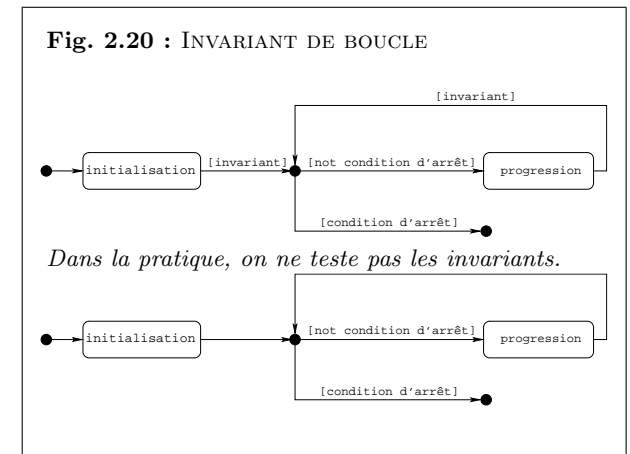 Fig. 2.20 : INVARIANT DE BOUCLE
[invariant]
initialisation [invariant] [not condition d'arrêt] progression
[condition d'arrêt]
Dans la pratique, on ne teste pas les invariants.
initialisation [not condition d'arrêt] progression
[condition d'arrêt]